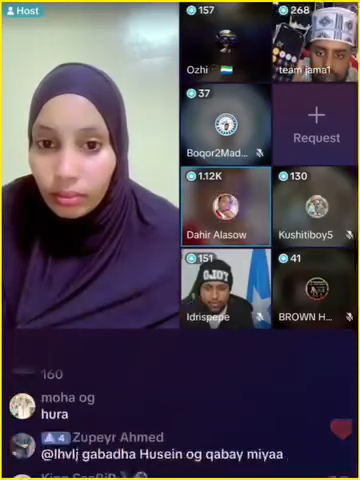 Host
157
Ozhi
268
team jama1
37
Boqor2Mad...
+
Request
1.12K
Dahir Alasow
130
Kushitiboy5
151
OJOY
Idrispepe
41
BROWN H...
160
moha og
hura
4 Zupeyr Ahmed
@lhvlj gabadha Husein og qabay miyaa